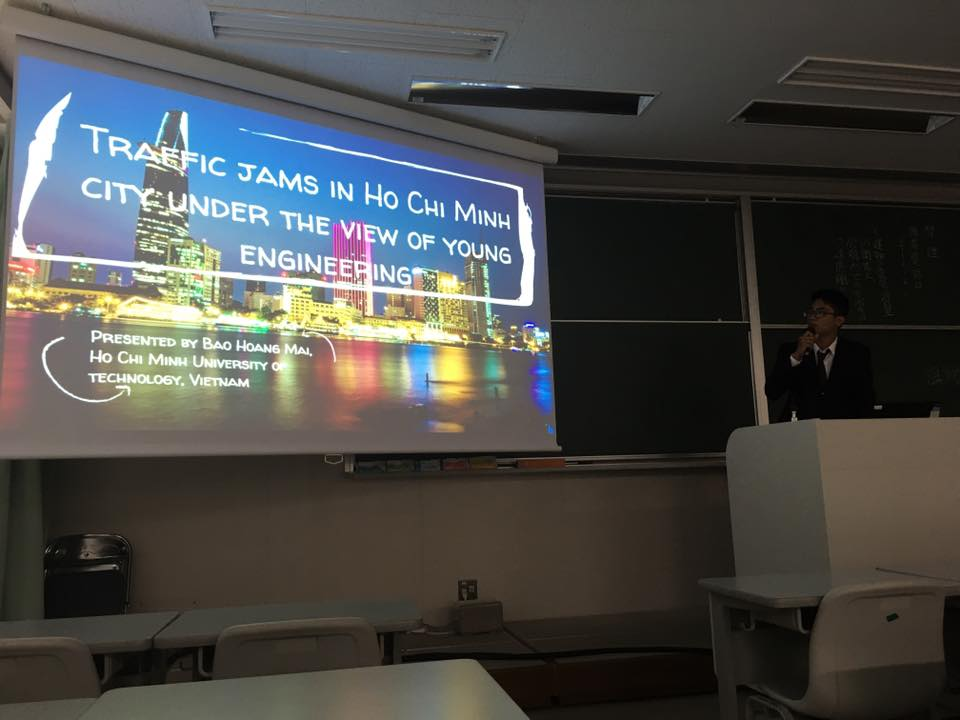 Traffic jams in Ho Chi Minh
city under the view of young
engineering
Presented by Bao Hoang Mai,
Ho Chi Minh University of
technology, Vietnam